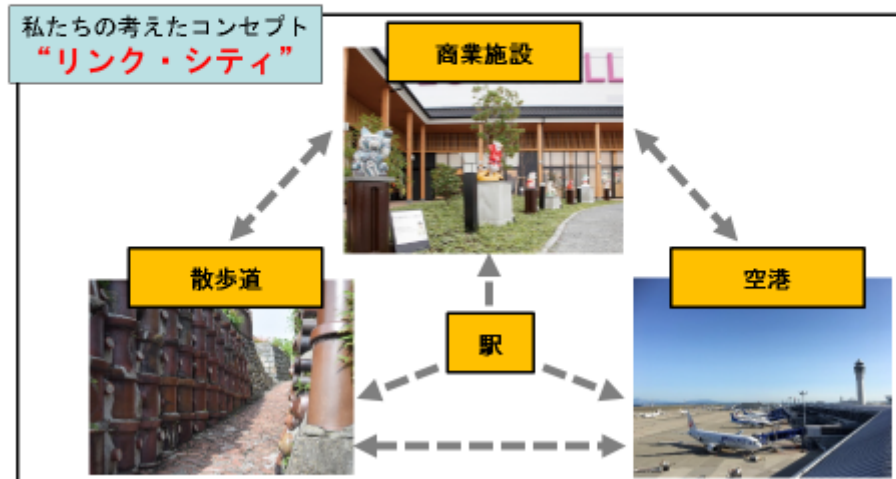 私たちの考えたコンセプト
“リンク・シティ”
商業施設
散歩道
空港
駅